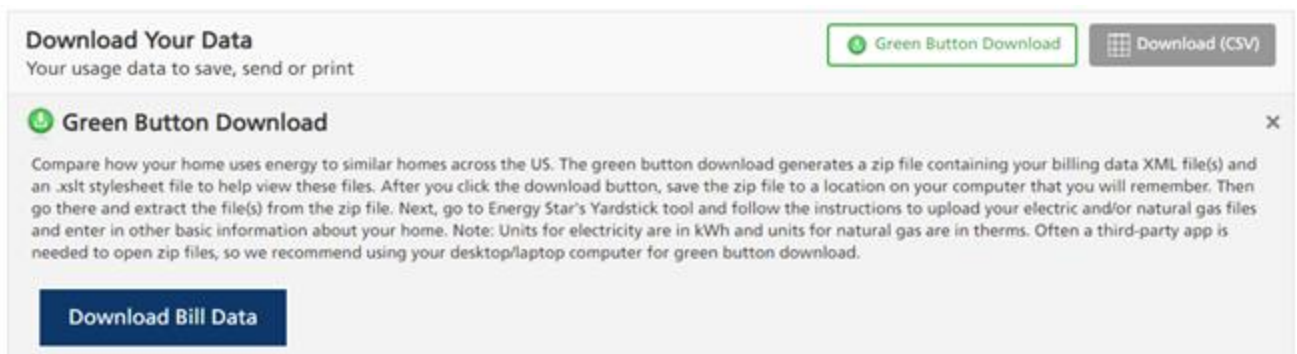 Download Your Data
Your usage data to save, send or print
Green Button Download
Download (CSV)
Green Button Download
×
Compare how your home uses energy to similar homes across the US. The green button download generates a zip file containing your billing data XML file(s) and
an .xslt stylesheet file to help view these files. After you click the download button, save the zip file to a location on your computer that you will remember. Then
go there and extract the file(s) from the zip file. Next, go to Energy Star's Yardstick tool and follow the instructions to upload your electric and/or natural gas files
and enter in other basic information about your home. Note: Units for electricity are in kWh and units for natural gas are in therms. Often a third-party app is
needed to open zip files, so we recommend using your desktop/laptop computer for green button download.
Download Bill Data